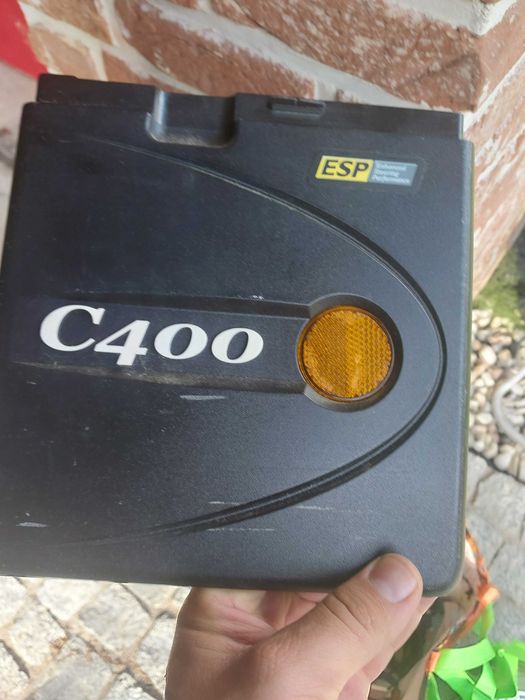 ESP
Enhanced
Steering
Performance
C400